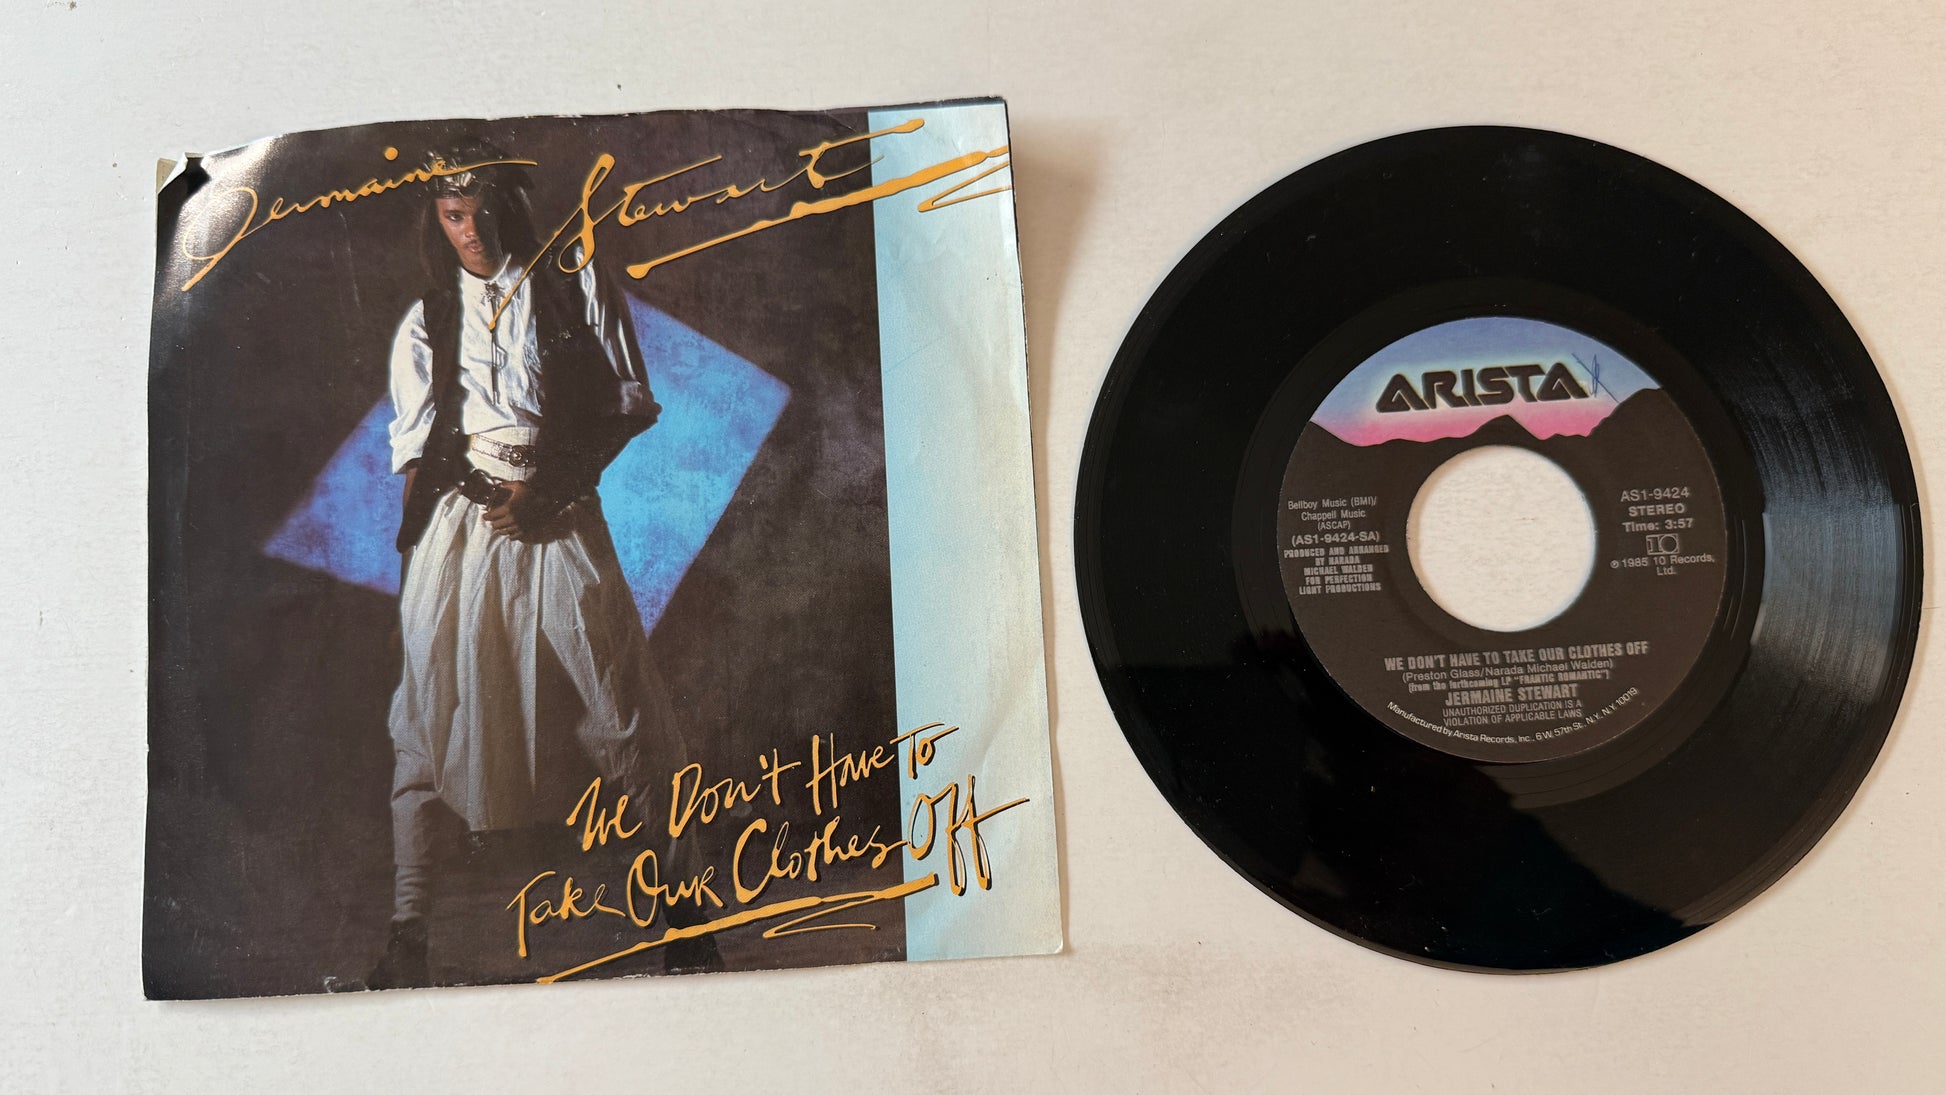 Jermaine Stewart
We Don't Have To
Take Our Clothes Off
ARISTA
Bellboy Music (BMI)/
Chappell Music
(ASCAP)
(AS1-9424-SA)
PRODUCED AND ARRANGED
BY NARADA
MICHAEL WALDEN
FOR PERFECTION
LIGHT PRODUCTIONS
AS1-9424
STEREO
Time: 3:57
10
℗ 1985 10 Records,
Ltd.
WE DON'T HAVE TO TAKE OUR CLOTHES OFF
(Preston Glass/Narada Michael Walden)
(from the forthcoming LP "FRANTIC ROMANTIC")
JERMAINE STEWART
UNAUTHORIZED DUPLICATION IS A
VIOLATION OF APPLICABLE LAWS
Manufactured by Arista Records, Inc., 6 W. 57th St., N.Y. N.Y. 10019